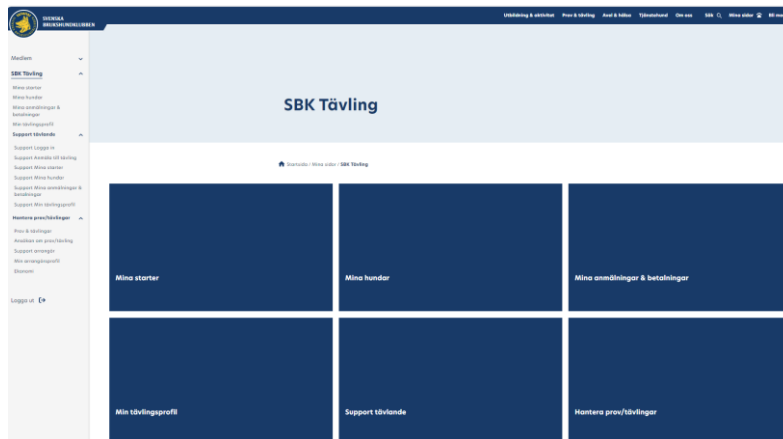 SVENSKA
BRUKSHUNDKLUBBEN
Utbildning & aktivitet Prov & tävling Avel & hälsa Tjänstehund Om oss Sök Mina sidor
Medlem
SBK Tävling
Mina starter
Mina hundar
Mina anmälningar &
betalningar
Min tävlingsprofil
Support tävlande
Support Logga in
Support Anmäla till tävling
Support Mina starter
Support Mina hundar
Support Mina anmälningar &
betalningar
Support Min tävlingsprofil
Hantera prov/tävlingar
Prov & tävlingar
Ansökan om prov/tävling
Support arrangör
Min arrangörsprofil
Ekonomi
Logga ut
SBK Tävling
Startsida / Mina sidor / SBK Tävling
Mina starter
Mina hundar
Mina anmälningar & betalningar
Min tävlingsprofil
Support tävlande
Hantera prov/tävlingar